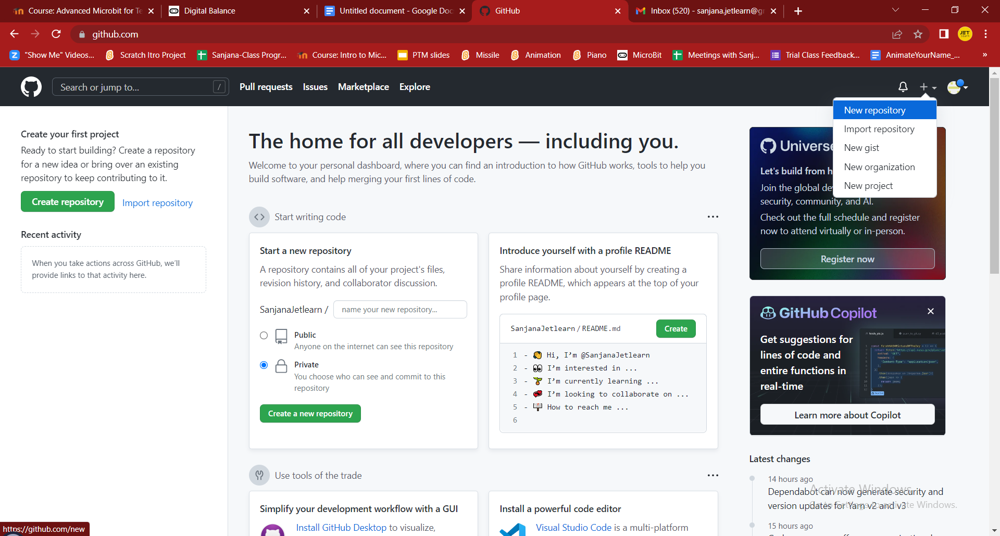 Course: Advanced Microbit for Te
Digital Balance
Untitled document - Google Doc
GitHub
Inbox (520) - sanjana.jetlearn@g
github.com
JET
"Show Me" Videos...
Scratch Itro Project
Sanjana-Class Progr...
Course: Intro to Mic...
PTM slides
Missile
Animation
Piano
MicroBit
Meetings with Sanj...
Trial Class Feedback...
AnimateYourName_...
»
Search or jump to...
/
Pull requests
Issues
Marketplace
Explore
New repository
Import repository
New gist
New organization
New project
Create your first project
Ready to start building? Create a repository
for a new idea or bring over an existing
repository to keep contributing to it.
Create repository
Import repository
Recent activity
When you take actions across GitHub, we'll
provide links to that activity here.
The home for all developers — including you.
Welcome to your personal dashboard, where you can find an introduction to how GitHub works, tools to help you
build software, and help merging your first lines of code.
Start writing code
Start a new repository
A repository contains all of your project's files,
revision history, and collaborator discussion.
SanjanaJetlearn /
name your new repository...
Public
Anyone on the internet can see this repository
Private
You choose who can see and commit to this
repository
Create a new repository
Introduce yourself with a profile README
Share information about yourself by creating a
profile README, which appears at the top of your
profile page.
SanjanaJetlearn / README.md
Create
1 - 👋 Hi, I'm @SanjanaJetlearn
2 - 👀 I'm interested in ...
3 - 🌱 I'm currently learning ...
4 - 💞️ I'm looking to collaborate on ...
5 - 📫 How to reach me ...
6
Use tools of the trade
Simplify your development workflow with a GUI
Install GitHub Desktop to visualize,
Install a powerful code editor
Visual Studio Code is a multi-platform
Universe
Let's build from h
Join the global de
security, community, and AI.
Check out the full schedule and register
now to attend virtually or in-person.
Register now
GitHub Copilot
Get suggestions for
lines of code and
entire functions in
real-time
Learn more about Copilot
Latest changes
14 hours ago
Dependabot can now generate security and
version updates for Yarn v2 and v3
15 hours ago
Activate Windows
Go to Settings to activate Windows.
https://github.com/new